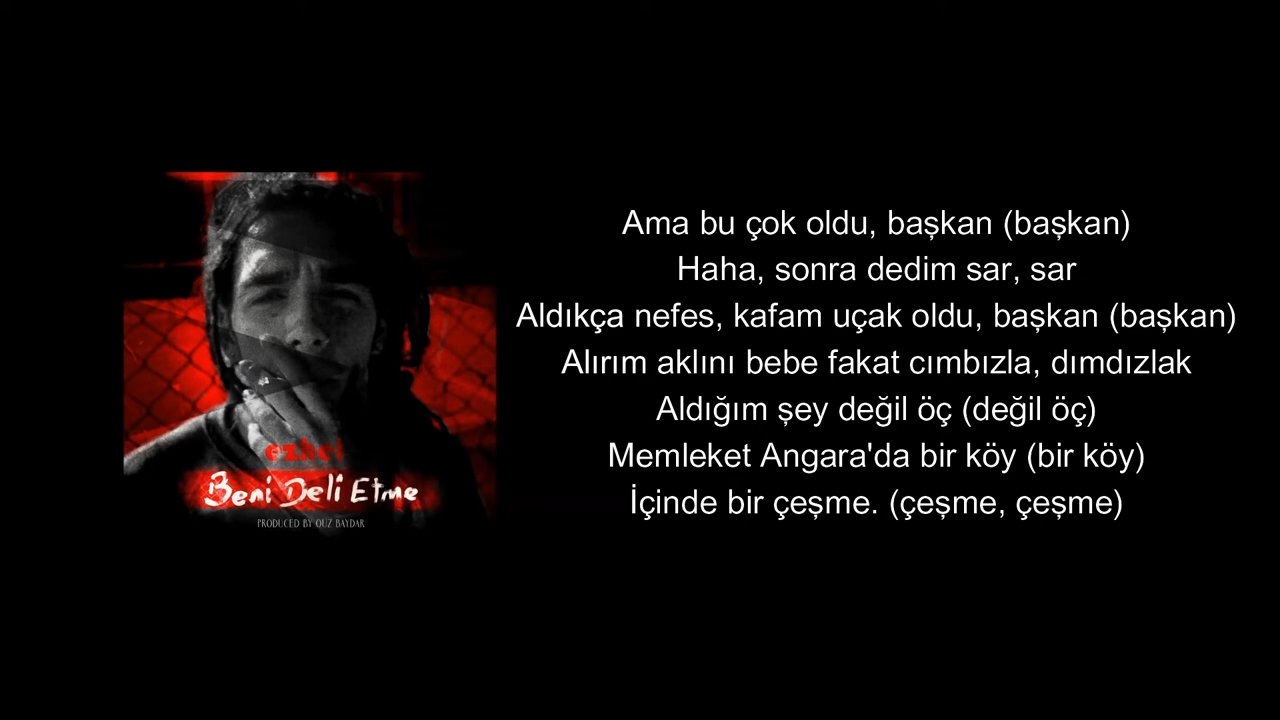 ezhel
Beni Deli Etme
PRODUCED BY OUZ BAYDAR
Ama bu çok oldu, başkan (başkan)
Haha, sonra dedim sar, sar
Aldıkça nefes, kafam uçak oldu, başkan (başkan)
Alırım aklını bebe fakat cımbızla, dımdızlak
Aldığım şey değil öç (değil öç)
Memleket Angara'da bir köy (bir köy)
İçinde bir çeşme. (çeşme, çeşme)